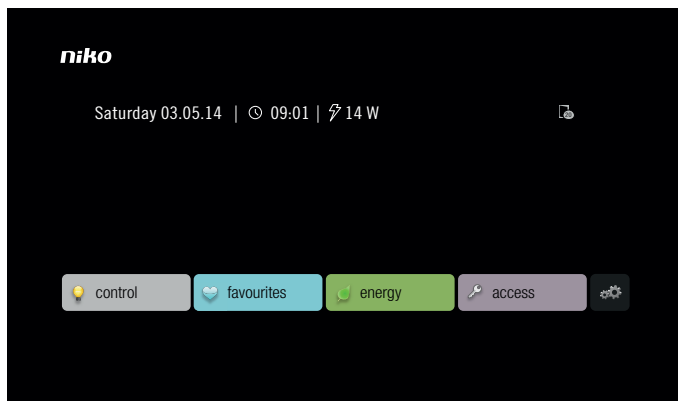 niko
Saturday 03.05.14 | 09:01 | 14 W
control favourites energy access